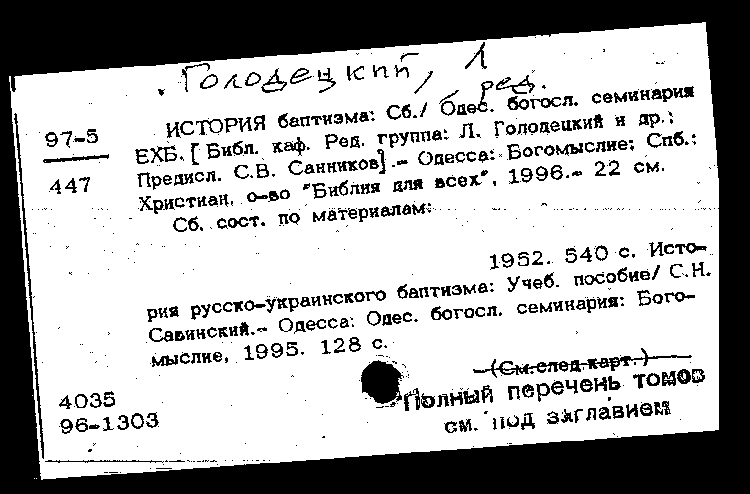 Голодецкий, Л
ред.
97-5
447
ИСТОРИЯ баптизма: Сб./ Одес. богосл. семинария
ЕХБ. [ Библ. каф. Ред. группа: Л. Голодецкий и др.;
Предисл. С.В. Санников] .- Одесса: Богомыслие; Спб.:
Христиан. о-во "Библия для всех", 1996.- 22 см.
Сб. сост. по материалам:
1952. 540 с. Исто-
рия русско-украинского баптизма: Учеб. пособие/ С.Н.
Савинский.- Одесса: Одес. богосл. семинария: Бого-
мыслие, 1995. 128 с.
(См.след.карт.)
Полный перечень томов
см. под заглавием
4035
96-1303